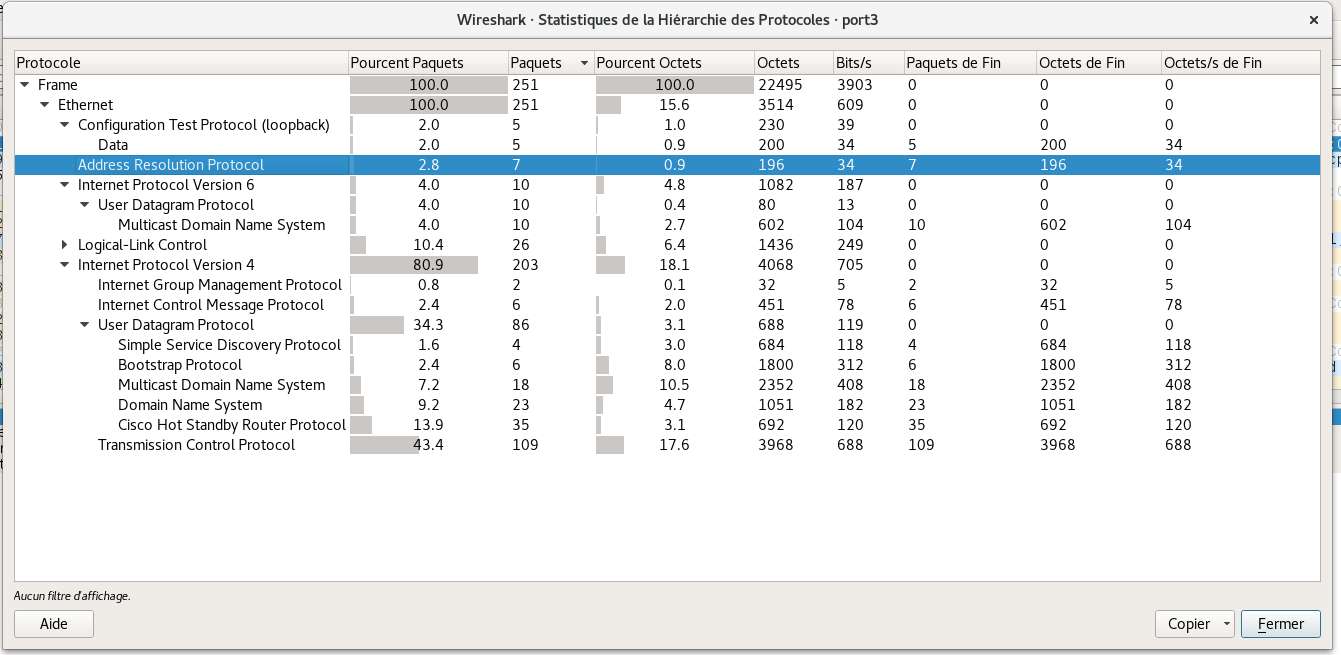 Wireshark · Statistiques de la Hiérarchie des Protocoles · port3
Protocole Pourcent Paquets Paquets Pourcent Octets Octets Bits/s Paquets de Fin Octets de Fin Octets/s de Fin
Frame 100.0 251 100.0 22495 3903 0 0 0
Ethernet 100.0 251 15.6 3514 609 0 0 0
Configuration Test Protocol (loopback) 2.0 5 1.0 230 39 0 0 0
Data 2.0 5 0.9 200 34 5 200 34
Address Resolution Protocol 2.8 7 0.9 196 34 7 196 34
Internet Protocol Version 6 4.0 10 4.8 1082 187 0 0 0
User Datagram Protocol 4.0 10 0.4 80 13 0 0 0
Multicast Domain Name System 4.0 10 2.7 602 104 10 602 104
Logical-Link Control 10.4 26 6.4 1436 249 0 0 0
Internet Protocol Version 4 80.9 203 18.1 4068 705 0 0 0
Internet Group Management Protocol 0.8 2 0.1 32 5 2 32 5
Internet Control Message Protocol 2.4 6 2.0 451 78 6 451 78
User Datagram Protocol 34.3 86 3.1 688 119 0 0 0
Simple Service Discovery Protocol 1.6 4 3.0 684 118 4 684 118
Bootstrap Protocol 2.4 6 8.0 1800 312 6 1800 312
Multicast Domain Name System 7.2 18 10.5 2352 408 18 2352 408
Domain Name System 9.2 23 4.7 1051 182 23 1051 182
Cisco Hot Standby Router Protocol 13.9 35 3.1 692 120 35 692 120
Transmission Control Protocol 43.4 109 17.6 3968 688 109 3968 688
Aucun filtre d'affichage.
Aide Copier Fermer